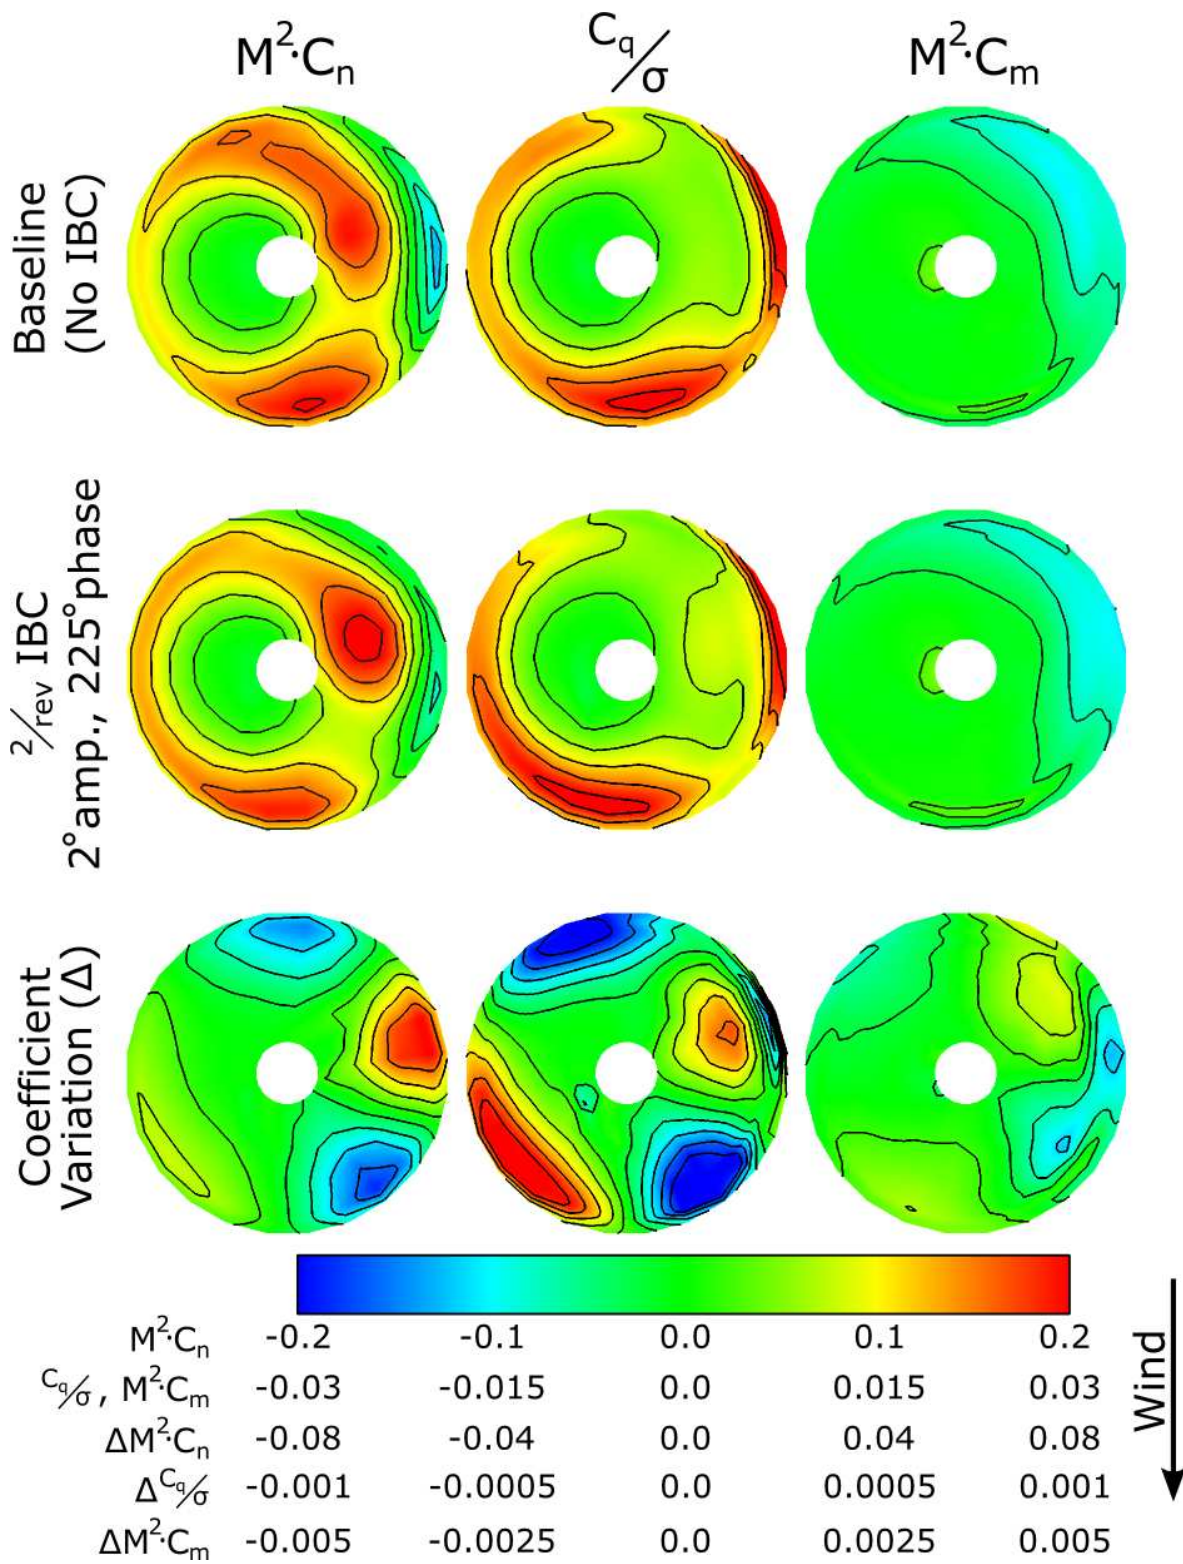 M²·Cₙ C_q/σ M²·Cₘ
Baseline
(No IBC)
2/rev IBC
2°amp., 225°phase
Coefficient
Variation (Δ)
M²·Cₙ -0.2 -0.1 0.0 0.1 0.2
C_q/σ , M²·Cₘ -0.03 -0.015 0.0 0.015 0.03
ΔM²·Cₙ -0.08 -0.04 0.0 0.04 0.08
ΔC_q/σ -0.001 -0.0005 0.0 0.0005 0.001
ΔM²·Cₘ -0.005 -0.0025 0.0 0.0025 0.005
Wind